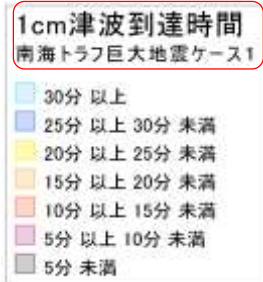 1cm津波到達時間
南海トラフ巨大地震ケース1
30分 以上
25分 以上 30分 未満
20分 以上 25分 未満
15分 以上 20分 未満
10分 以上 15分 未満
5分 以上 10分 未満
5分 未満